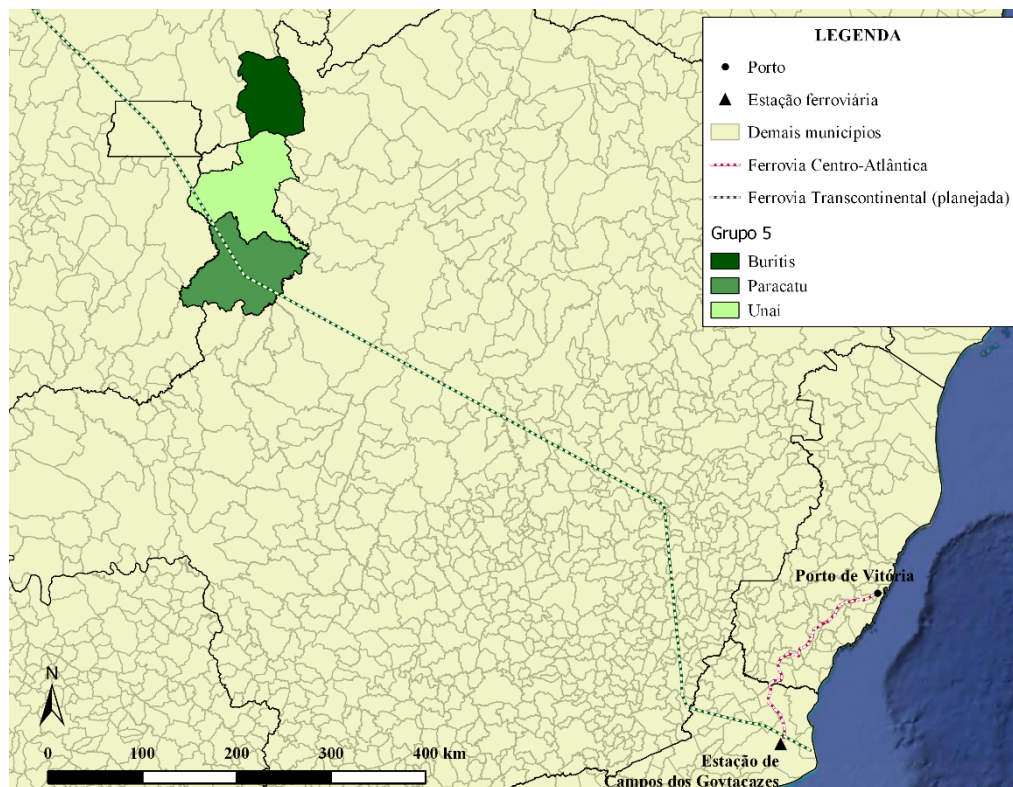 LEGENDA
Porto
Estação ferroviária
Demais municípios
Ferrovia Centro-Atlântica
Ferrovia Transcontinental (planejada)
Grupo 5
Buritis
Paracatu
Unaí
Porto de Vitória
N
0 100 200 300 400 km
Estação de
Campos dos Goytacazes